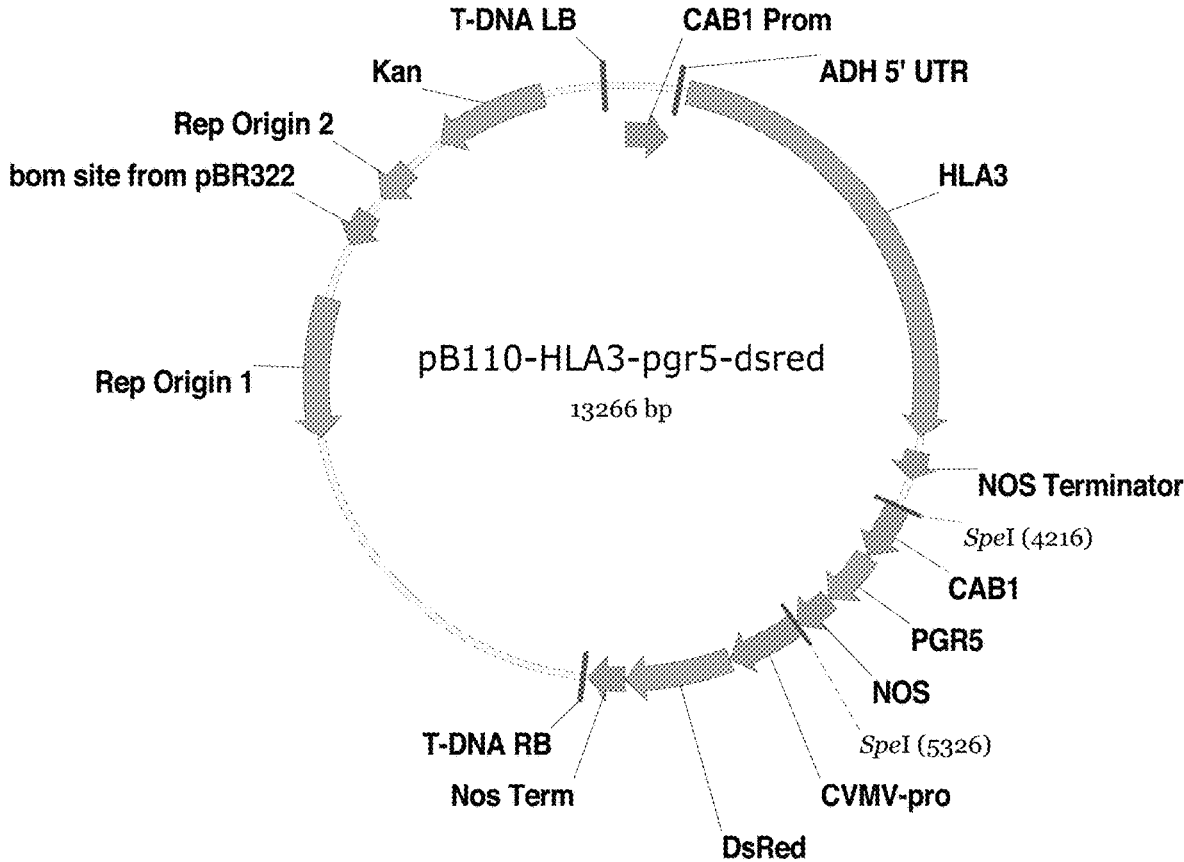 T-DNA LB
CAB1 Prom
Kan
ADH 5' UTR
Rep Origin 2
bom site from pBR322
HLA3
pB110-HLA3-pgr5-dsred
13266 bp
Rep Origin 1
NOS Terminator
SpeI (4216)
CAB1
PGR5
NOS
T-DNA RB
SpeI (5326)
Nos Term
CVMV-pro
DsRed